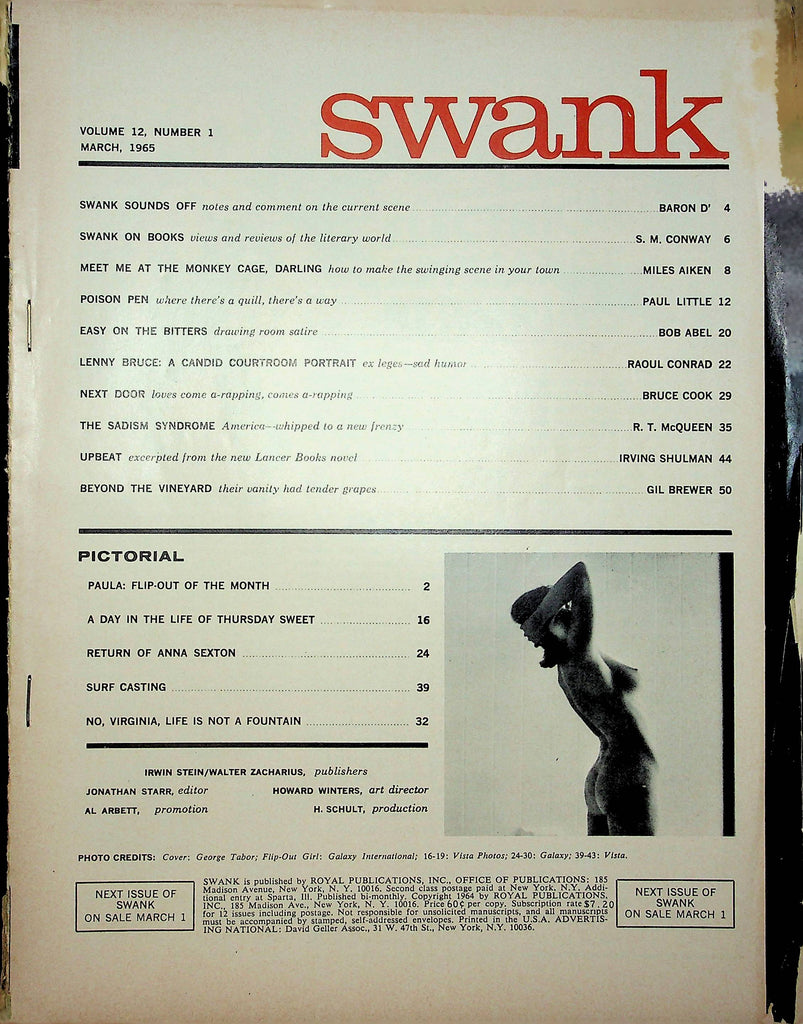 swank
VOLUME 12, NUMBER 1
MARCH, 1965
SWANK SOUNDS OFF notes and comment on the current scene BARON D' 4
SWANK ON BOOKS views and reviews of the literary world S. M. CONWAY 6
MEET ME AT THE MONKEY CAGE, DARLING how to make the swinging scene in your town MILES AIKEN 8
POISON PEN where there's a quill, there's a way PAUL LITTLE 12
EASY ON THE BITTERS drawing room satire BOB ABEL 20
LENNY BRUCE: A CANDID COURTROOM PORTRAIT ex leges—sad humor RAOUL CONRAD 22
NEXT DOOR loves come a-rapping, comes a-rapping BRUCE COOK 29
THE SADISM SYNDROME America—whipped to a new frenzy R. T. McQUEEN 35
UPBEAT excerpted from the new Lancer Books novel IRVING SHULMAN 44
BEYOND THE VINEYARD their vanity had tender grapes GIL BREWER 50
PICTORIAL
PAULA: FLIP-OUT OF THE MONTH 2
A DAY IN THE LIFE OF THURSDAY SWEET 16
RETURN OF ANNA SEXTON 24
SURF CASTING 39
NO, VIRGINIA, LIFE IS NOT A FOUNTAIN 32
IRWIN STEIN/WALTER ZACHARIUS, publishers
JONATHAN STARR, editor HOWARD WINTERS, art director
AL ARBETT, promotion H. SCHULT, production
PHOTO CREDITS: Cover: George Tabor; Flip-Out Girl: Galaxy International; 16-19: Vista Photos; 24-30: Galaxy; 39-43: Vista.
NEXT ISSUE OF
SWANK
ON SALE MARCH 1
SWANK is published by ROYAL PUBLICATIONS, INC., OFFICE OF PUBLICATIONS: 185
Madison Avenue, New York, N. Y. 10016. Second class postage paid at New York, N.Y. Addi-
tional entry at Sparta, Ill. Published bi-monthly. Copyright 1964 by ROYAL PUBLICATIONS,
INC., 185 Madison Ave., New York, N. Y. 10016. Price 60¢ per copy. Subscription rate $7.20
for 12 issues including postage. Not responsible for unsolicited manuscripts, and all manuscripts
must be accompanied by stamped, self-addressed envelopes. Printed in the U.S.A. ADVERTIS-
ING NATIONAL: David Geller Assoc., 31 W. 47th St., New York, N.Y. 10036.
NEXT ISSUE OF
SWANK
ON SALE MARCH 1